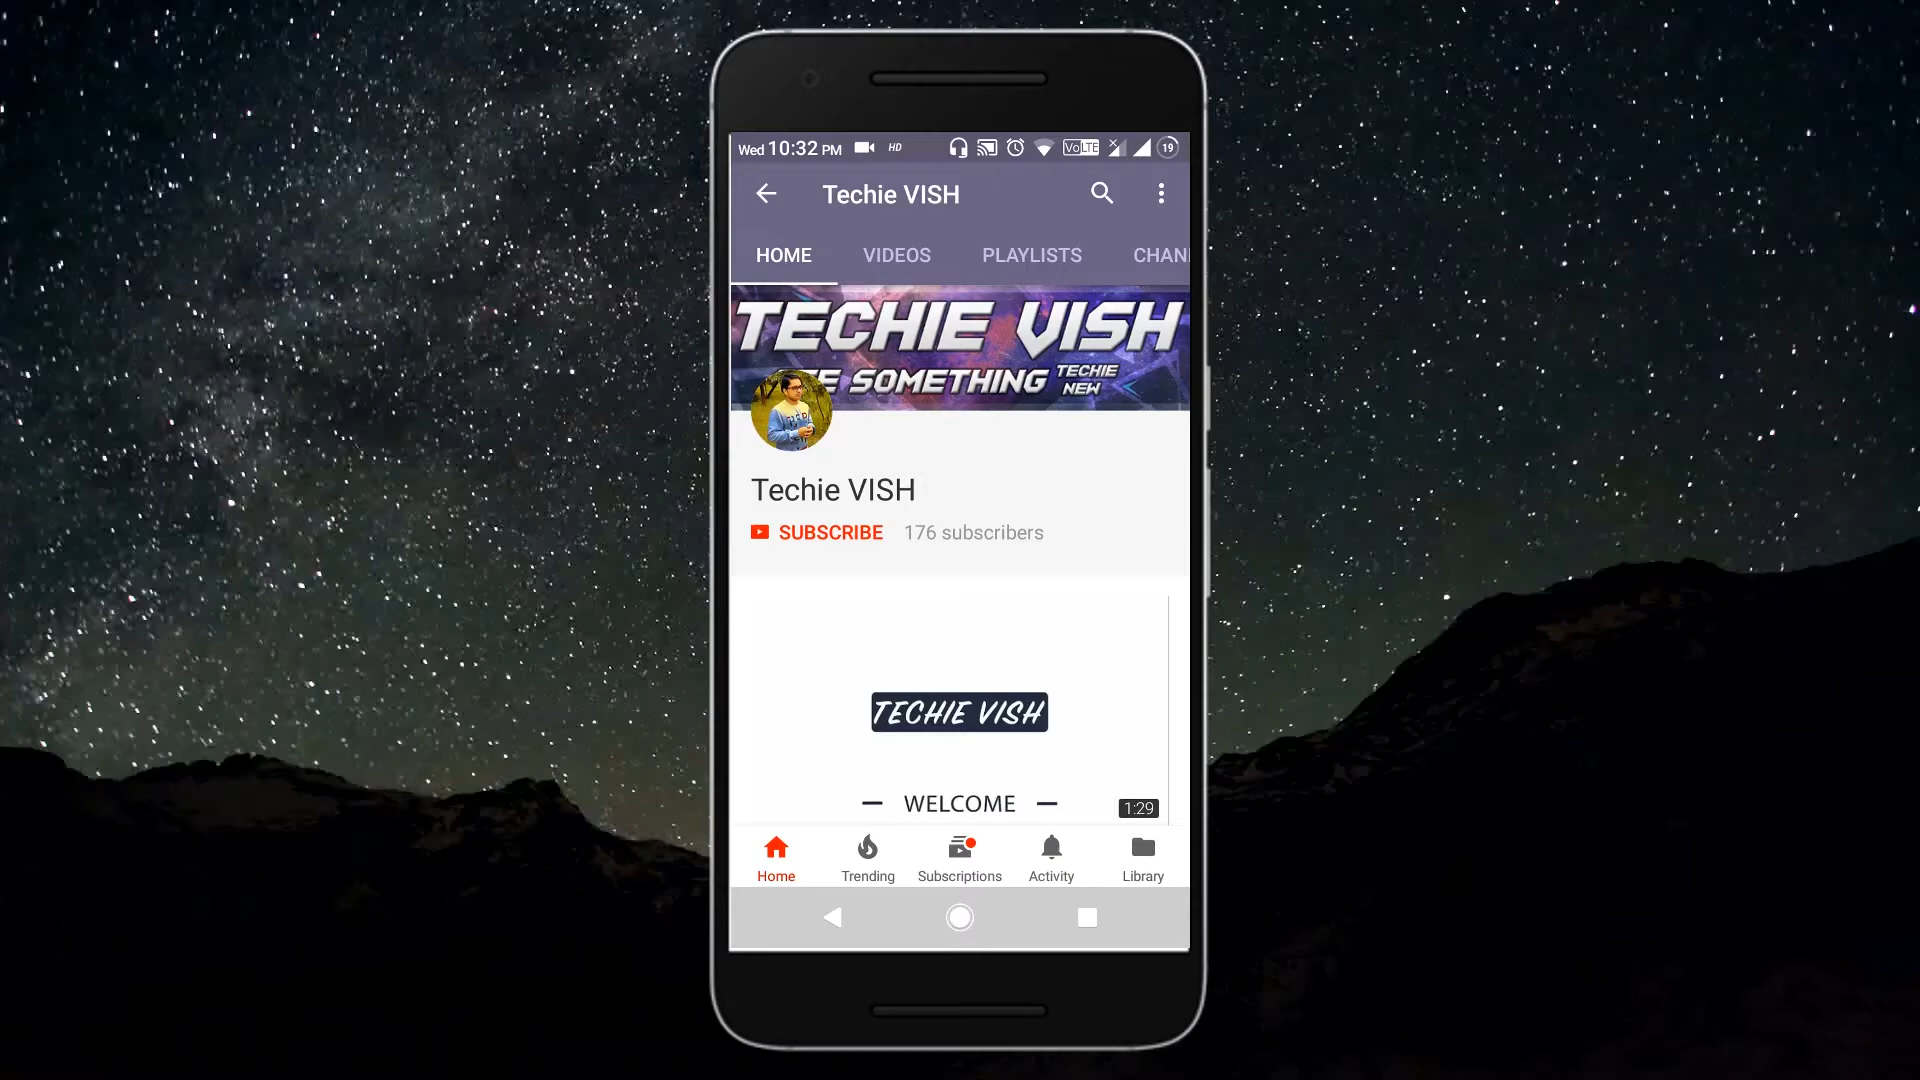 Wed 10:32 PM HD VoLTE 19
Techie VISH
HOME VIDEOS PLAYLISTS CHAN
TECHIE VISH
SOMETHING TECHIE
NEW
Techie VISH
SUBSCRIBE 176 subscribers
TECHIE VISH
— WELCOME —
1:29
Home Trending Subscriptions Activity Library